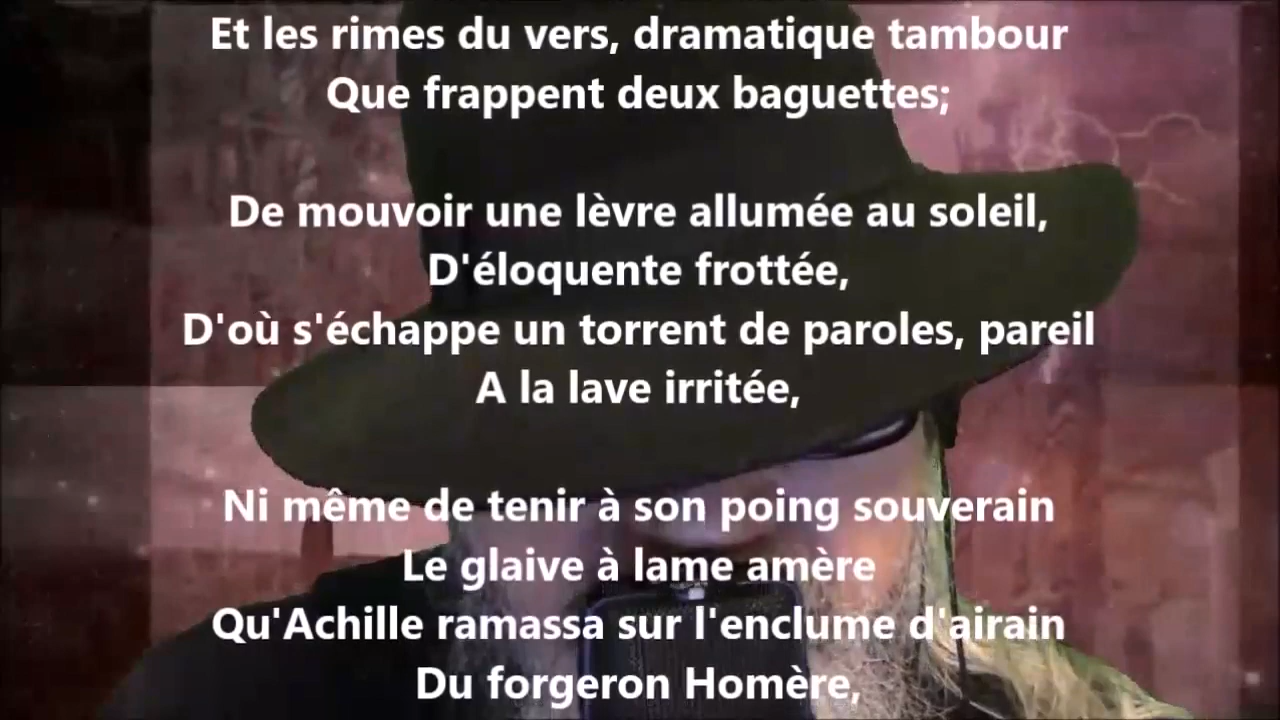 Et les rimes du vers, dramatique tambour
Que frappent deux baguettes;
De mouvoir une lèvre allumée au soleil,
D'éloquente frottée,
D'où s'échappe un torrent de paroles, pareil
A la lave irritée,
Ni même de tenir à son poing souverain
Le glaive à lame amère
Qu'Achille ramassa sur l'enclume d'airain
Du forgeron Homère,